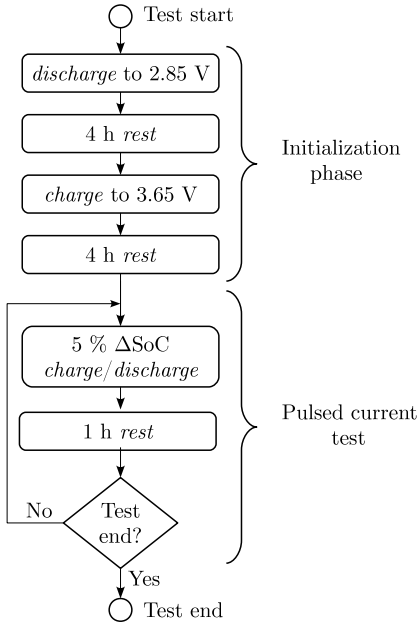 Test start
discharge to 2.85 V
4 h rest
charge to 3.65 V
4 h rest
Initialization
phase
5 % ΔSoC
charge/discharge
1 h rest
Pulsed current
test
Test
end?
No
Yes
Test end